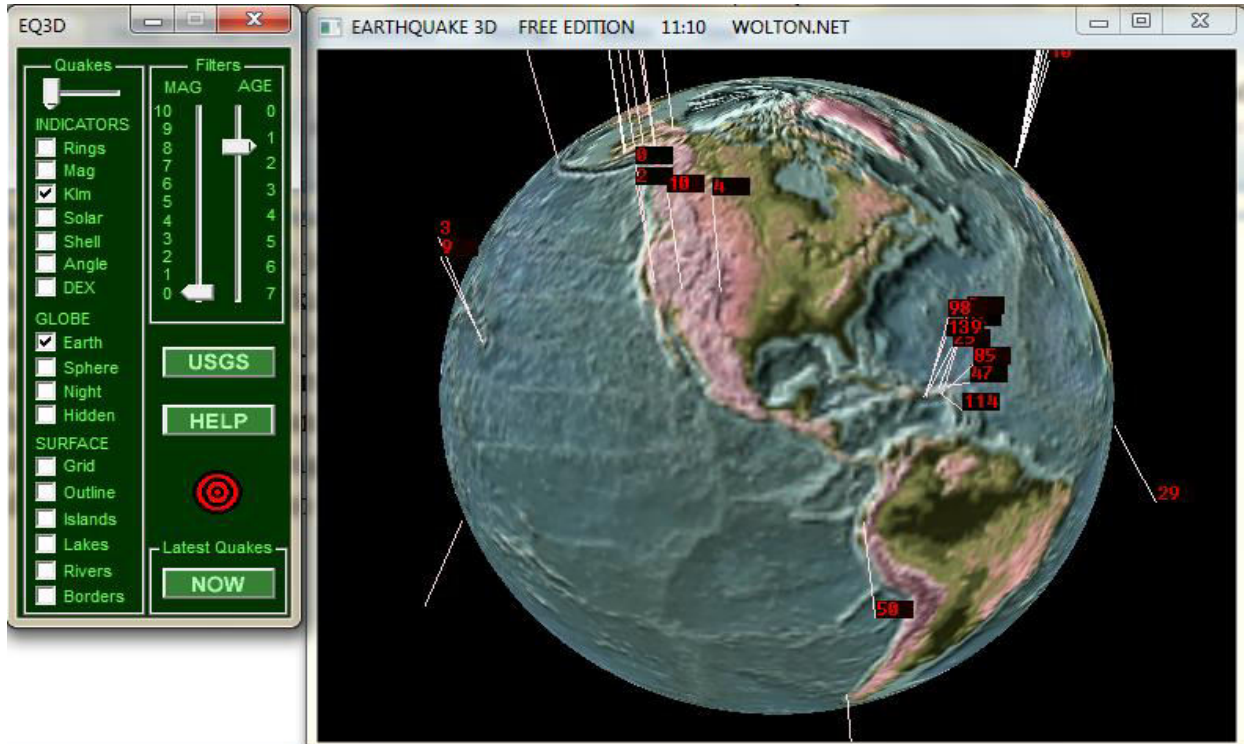 EQ3D
Quakes
INDICATORS
Rings
Mag
Klm
Solar
Shell
Angle
DEX
GLOBE
Earth
Sphere
Night
Hidden
SURFACE
Grid
Outline
Islands
Lakes
Rivers
Borders
Filters
MAG AGE
10 0
9
8 1
7 2
6
5 3
4 4
3 5
2
1 6
0 7
USGS
HELP
Latest Quakes
NOW
EARTHQUAKE 3D FREE EDITION 11:10 WOLTON.NET
0
2 10 4
3
9
98
139
85
47
114
29
50